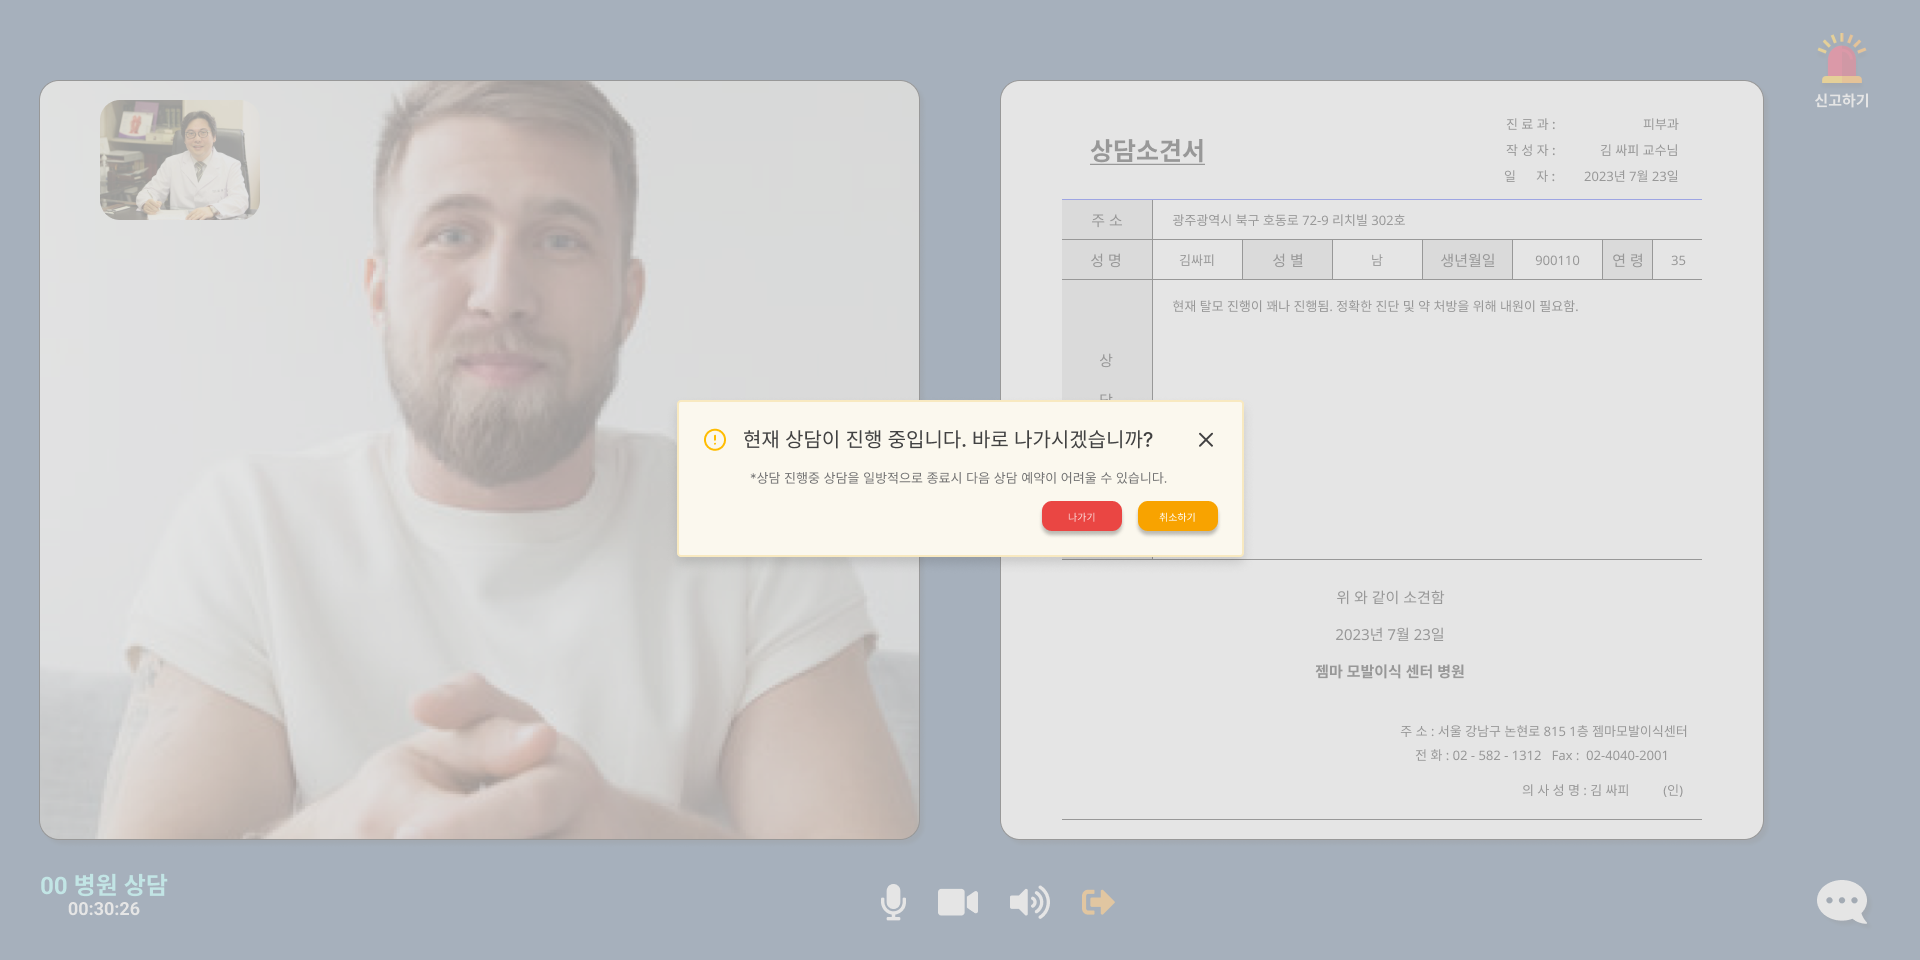 신고하기
상담소견서
진 료 과 : 피부과
작 성 자 : 김 싸피 교수님
일 자 : 2023년 7월 23일
주 소 광주광역시 북구 호동로 72-9 리치빌 302호
성 명 김싸피 성 별 남 생년월일 900110 연 령 35
현재 탈모 진행이 꽤나 진행됨. 정확한 진단 및 약 처방을 위해 내원이 필요함.
상
담
현재 상담이 진행 중입니다. 바로 나가시겠습니까?
*상담 진행중 상담을 일방적으로 종료시 다음 상담 예약이 어려울 수 있습니다.
나가기 취소하기
위 와 같이 소견함
2023년 7월 23일
젬마 모발이식 센터 병원
주 소 : 서울 강남구 논현로 815 1층 젬마모발이식센터
전 화 : 02 - 582 - 1312 Fax : 02-4040-2001
의 사 성 명 : 김 싸피 (인)
00 병원 상담
00:30:26